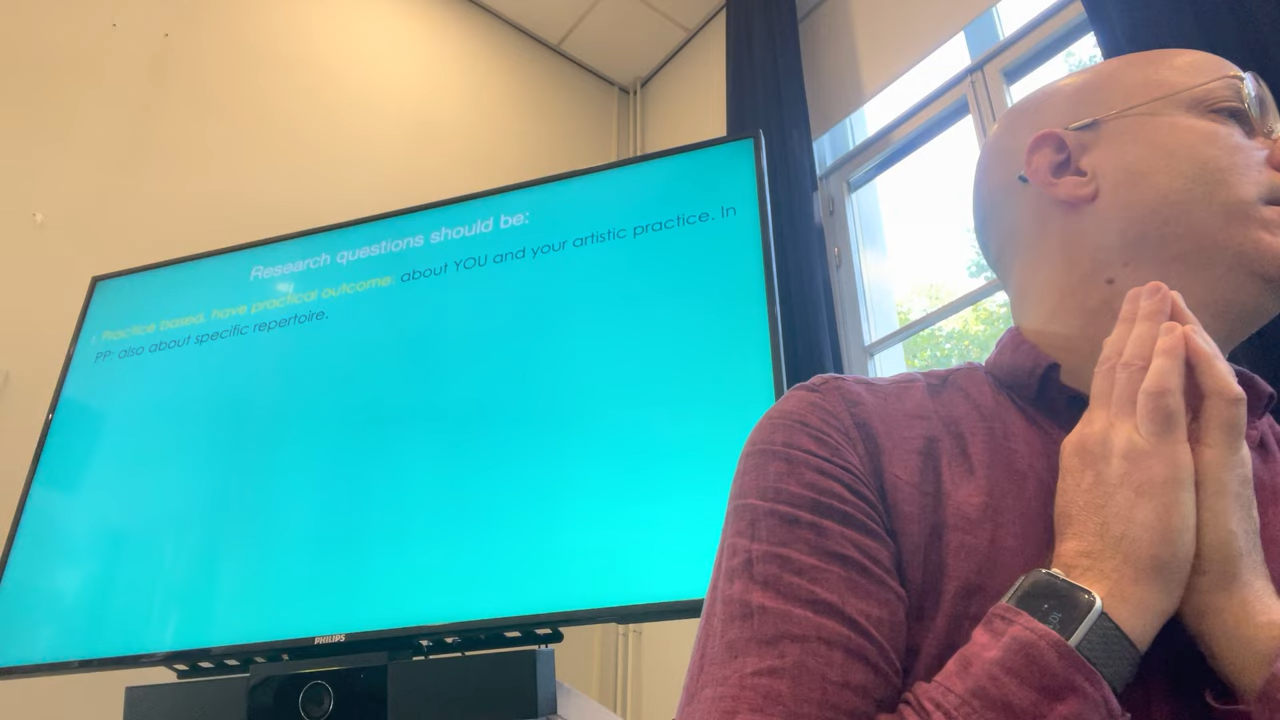 Research questions should be:
Practice based, have practical outcome: about YOU and your artistic practice. In
PP: also about specific repertoire.
PHILIPS